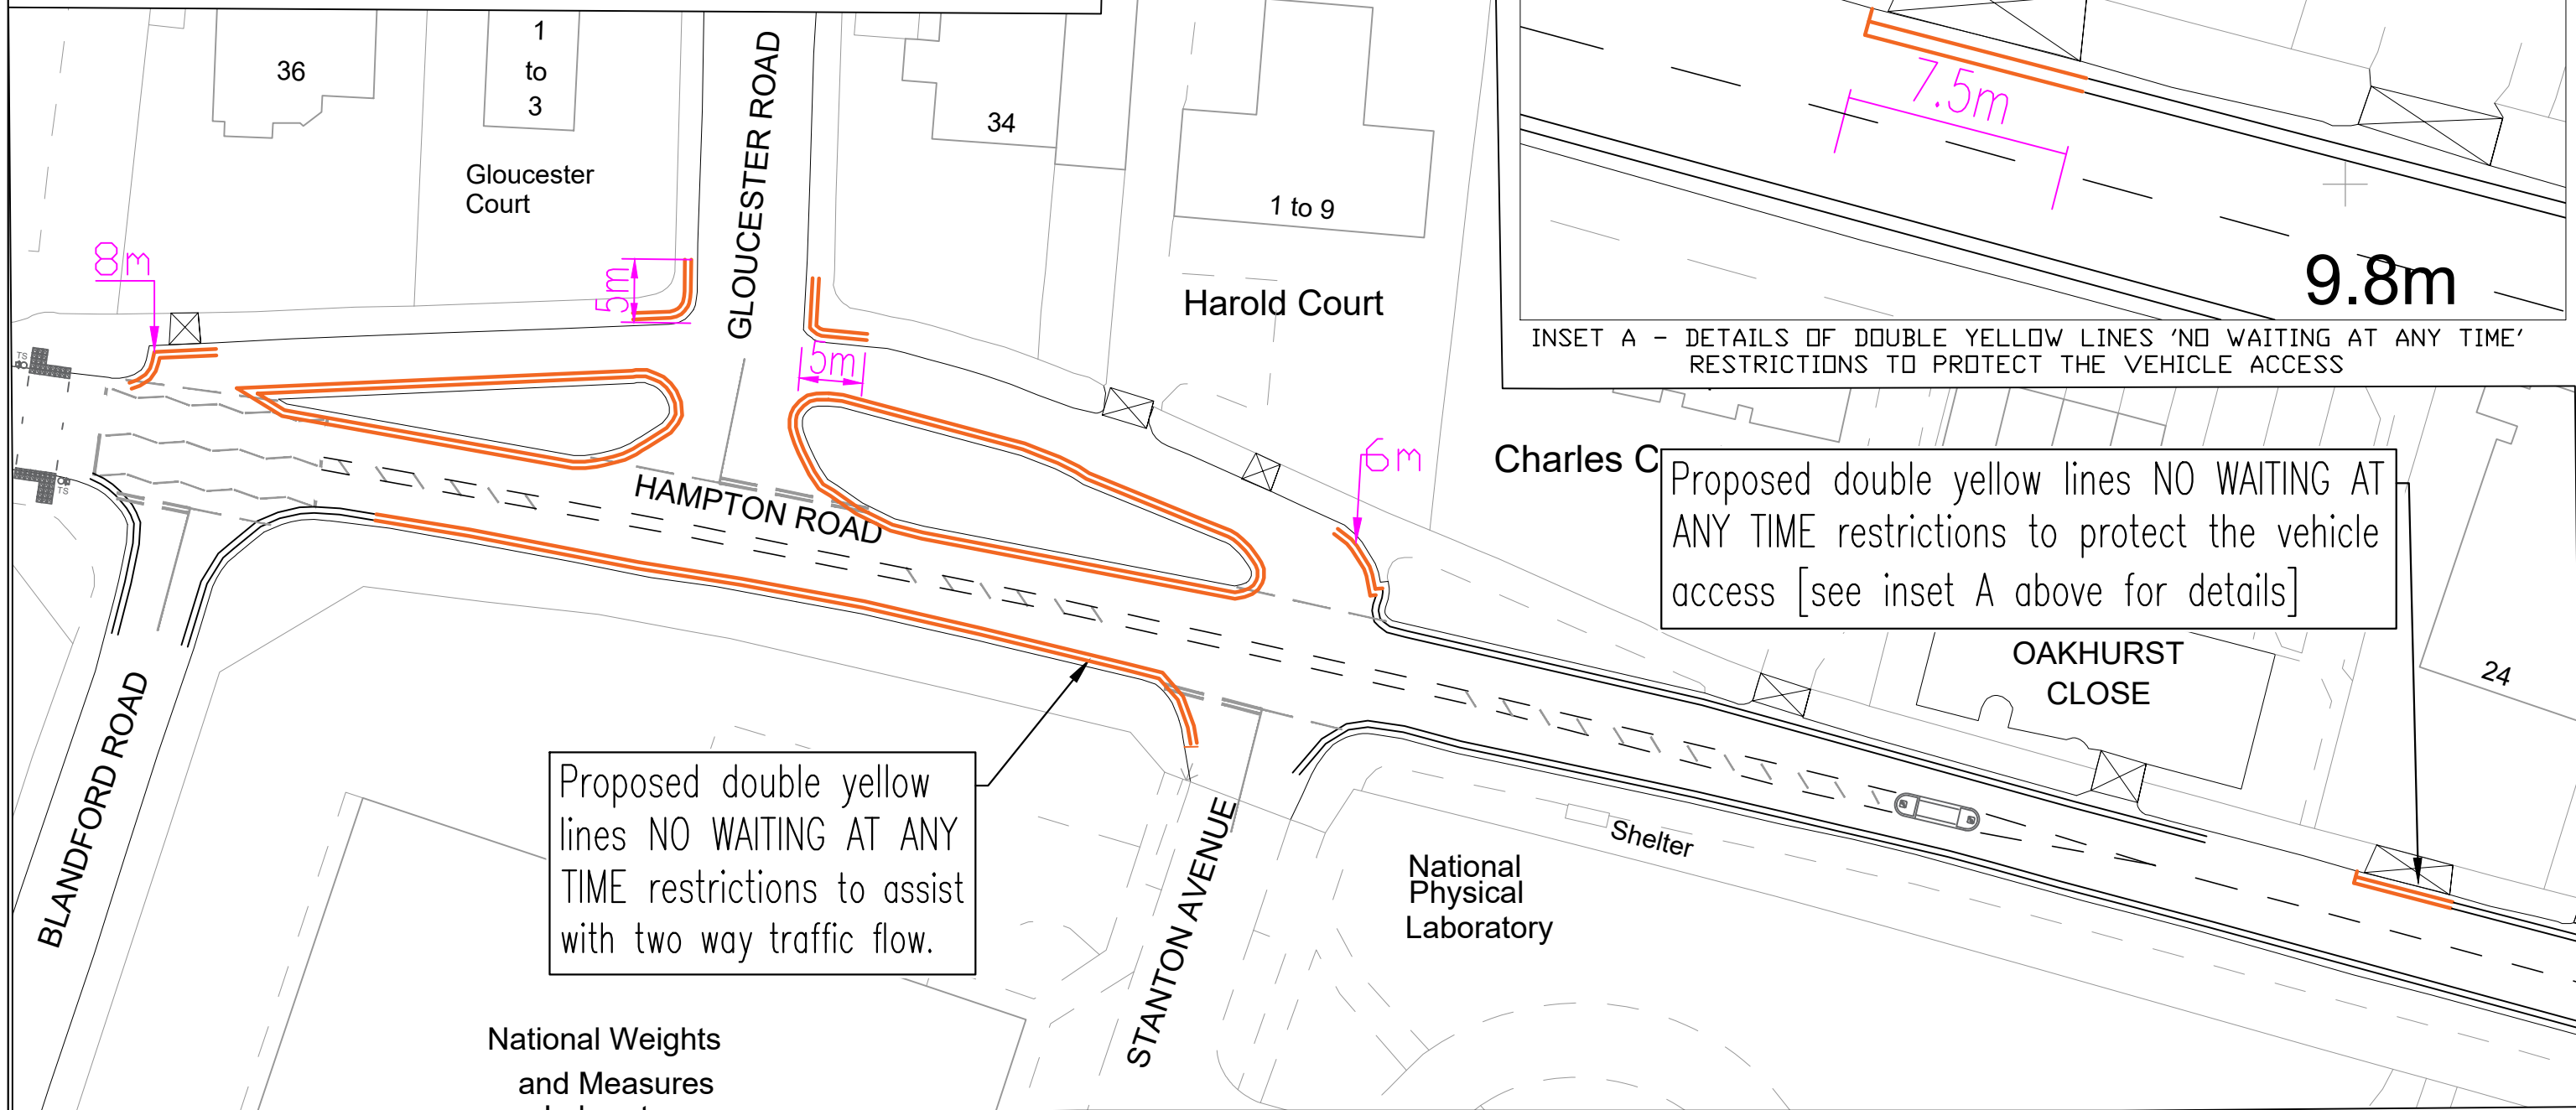 36
1
to
3
Gloucester
Court
GLOUCESTER ROAD
34
1 to 9
Harold Court
7.5m
9.8m
INSET A - DETAILS OF DOUBLE YELLOW LINES 'NO WAITING AT ANY TIME'
RESTRICTIONS TO PROTECT THE VEHICLE ACCESS
8m
5m
5m
6m
TS
TS
HAMPTON ROAD
Charles C
Proposed double yellow lines NO WAITING AT
ANY TIME restrictions to protect the vehicle
access [see inset A above for details]
OAKHURST
CLOSE
24
BLANDFORD ROAD
Proposed double yellow
lines NO WAITING AT ANY
TIME restrictions to assist
with two way traffic flow.
STANTON AVENUE
Shelter
National
Physical
Laboratory
National Weights
and Measures